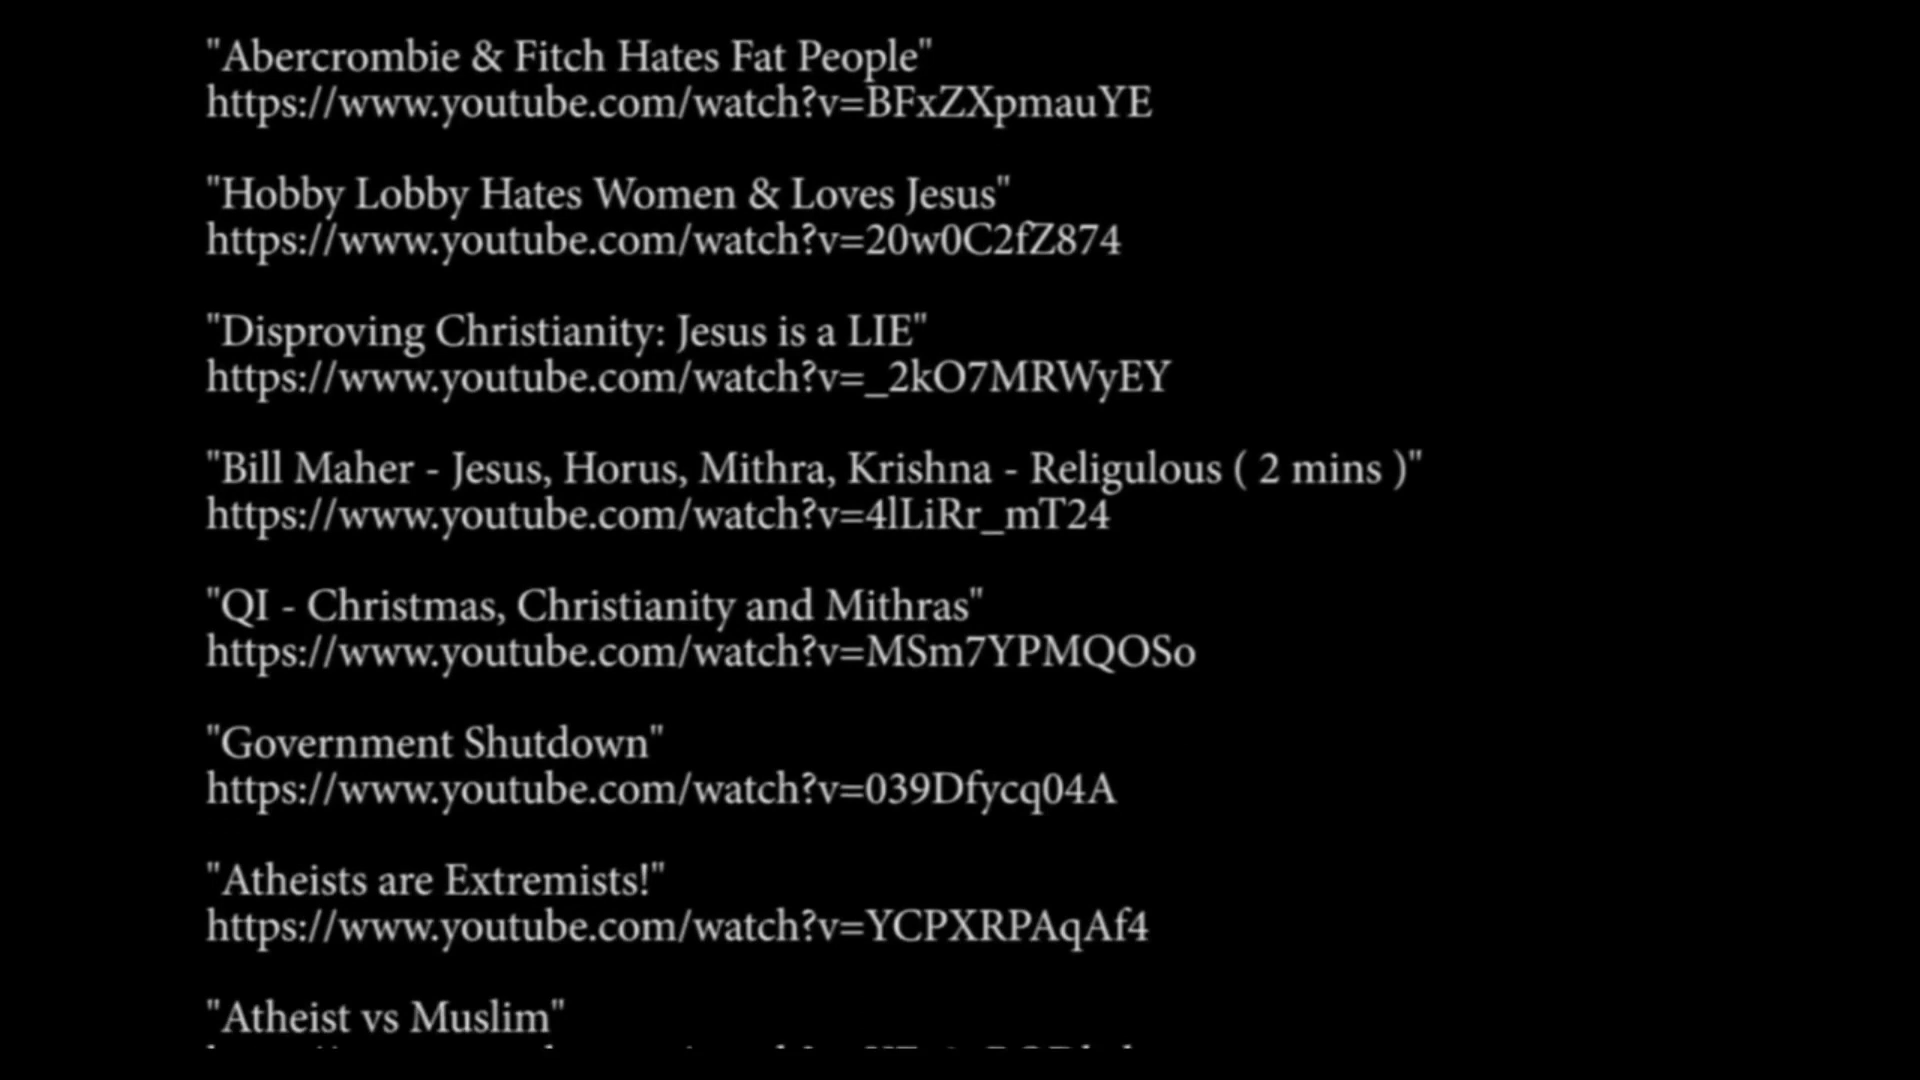 "Abercrombie & Fitch Hates Fat People"
https://www.youtube.com/watch?v=BFxZXpmauYE
"Hobby Lobby Hates Women & Loves Jesus"
https://www.youtube.com/watch?v=20w0C2fZ874
"Disproving Christianity: Jesus is a LIE"
https://www.youtube.com/watch?v=_2kO7MRWyEY
"Bill Maher - Jesus, Horus, Mithra, Krishna - Religulous ( 2 mins )"
https://www.youtube.com/watch?v=4lLiRr_mT24
"QI - Christmas, Christianity and Mithras"
https://www.youtube.com/watch?v=MSm7YPMQOSo
"Government Shutdown"
https://www.youtube.com/watch?v=039Dfycq04A
"Atheists are Extremists!"
https://www.youtube.com/watch?v=YCPXRPAqAf4
"Atheist vs Muslim"